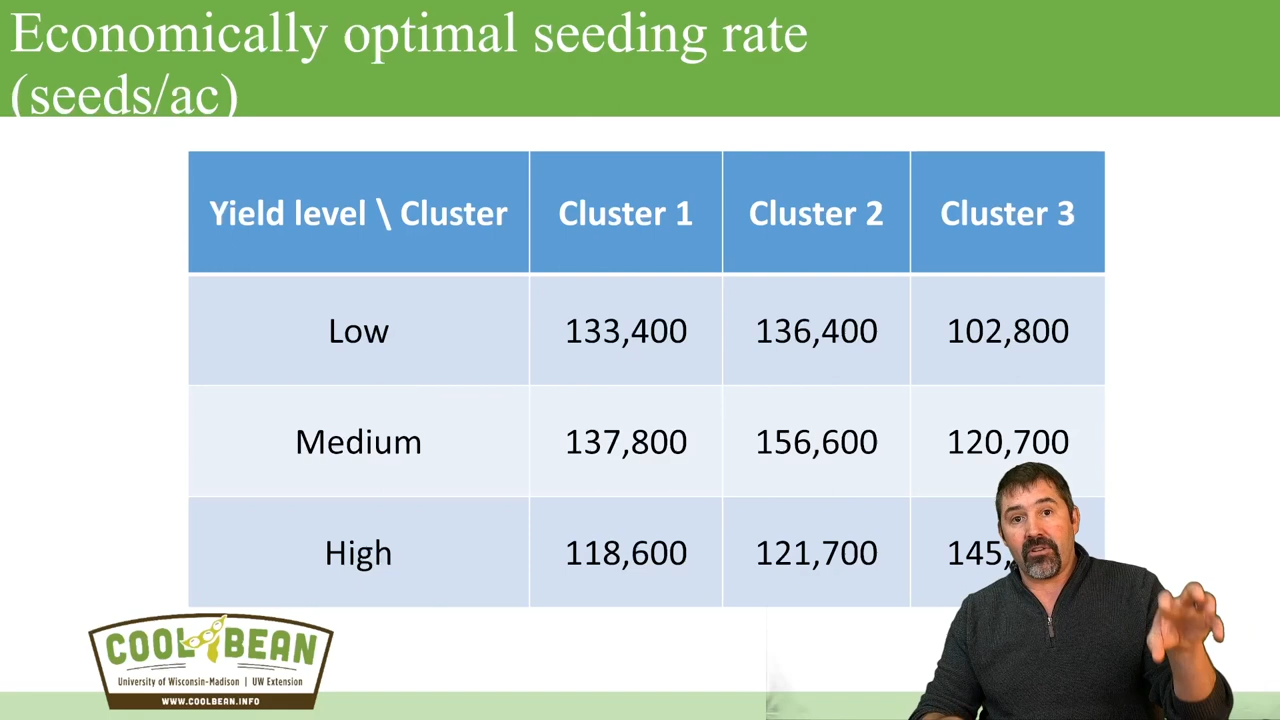 Economically optimal seeding rate
(seeds/ac)
Yield level \ Cluster Cluster 1 Cluster 2 Cluster 3
Low 133,400 136,400 102,800
Medium 137,800 156,600 120,700
High 118,600 121,700 145,
COOL BEAN
University of Wisconsin-Madison | UW Extension
WWW.COOLBEAN.INFO